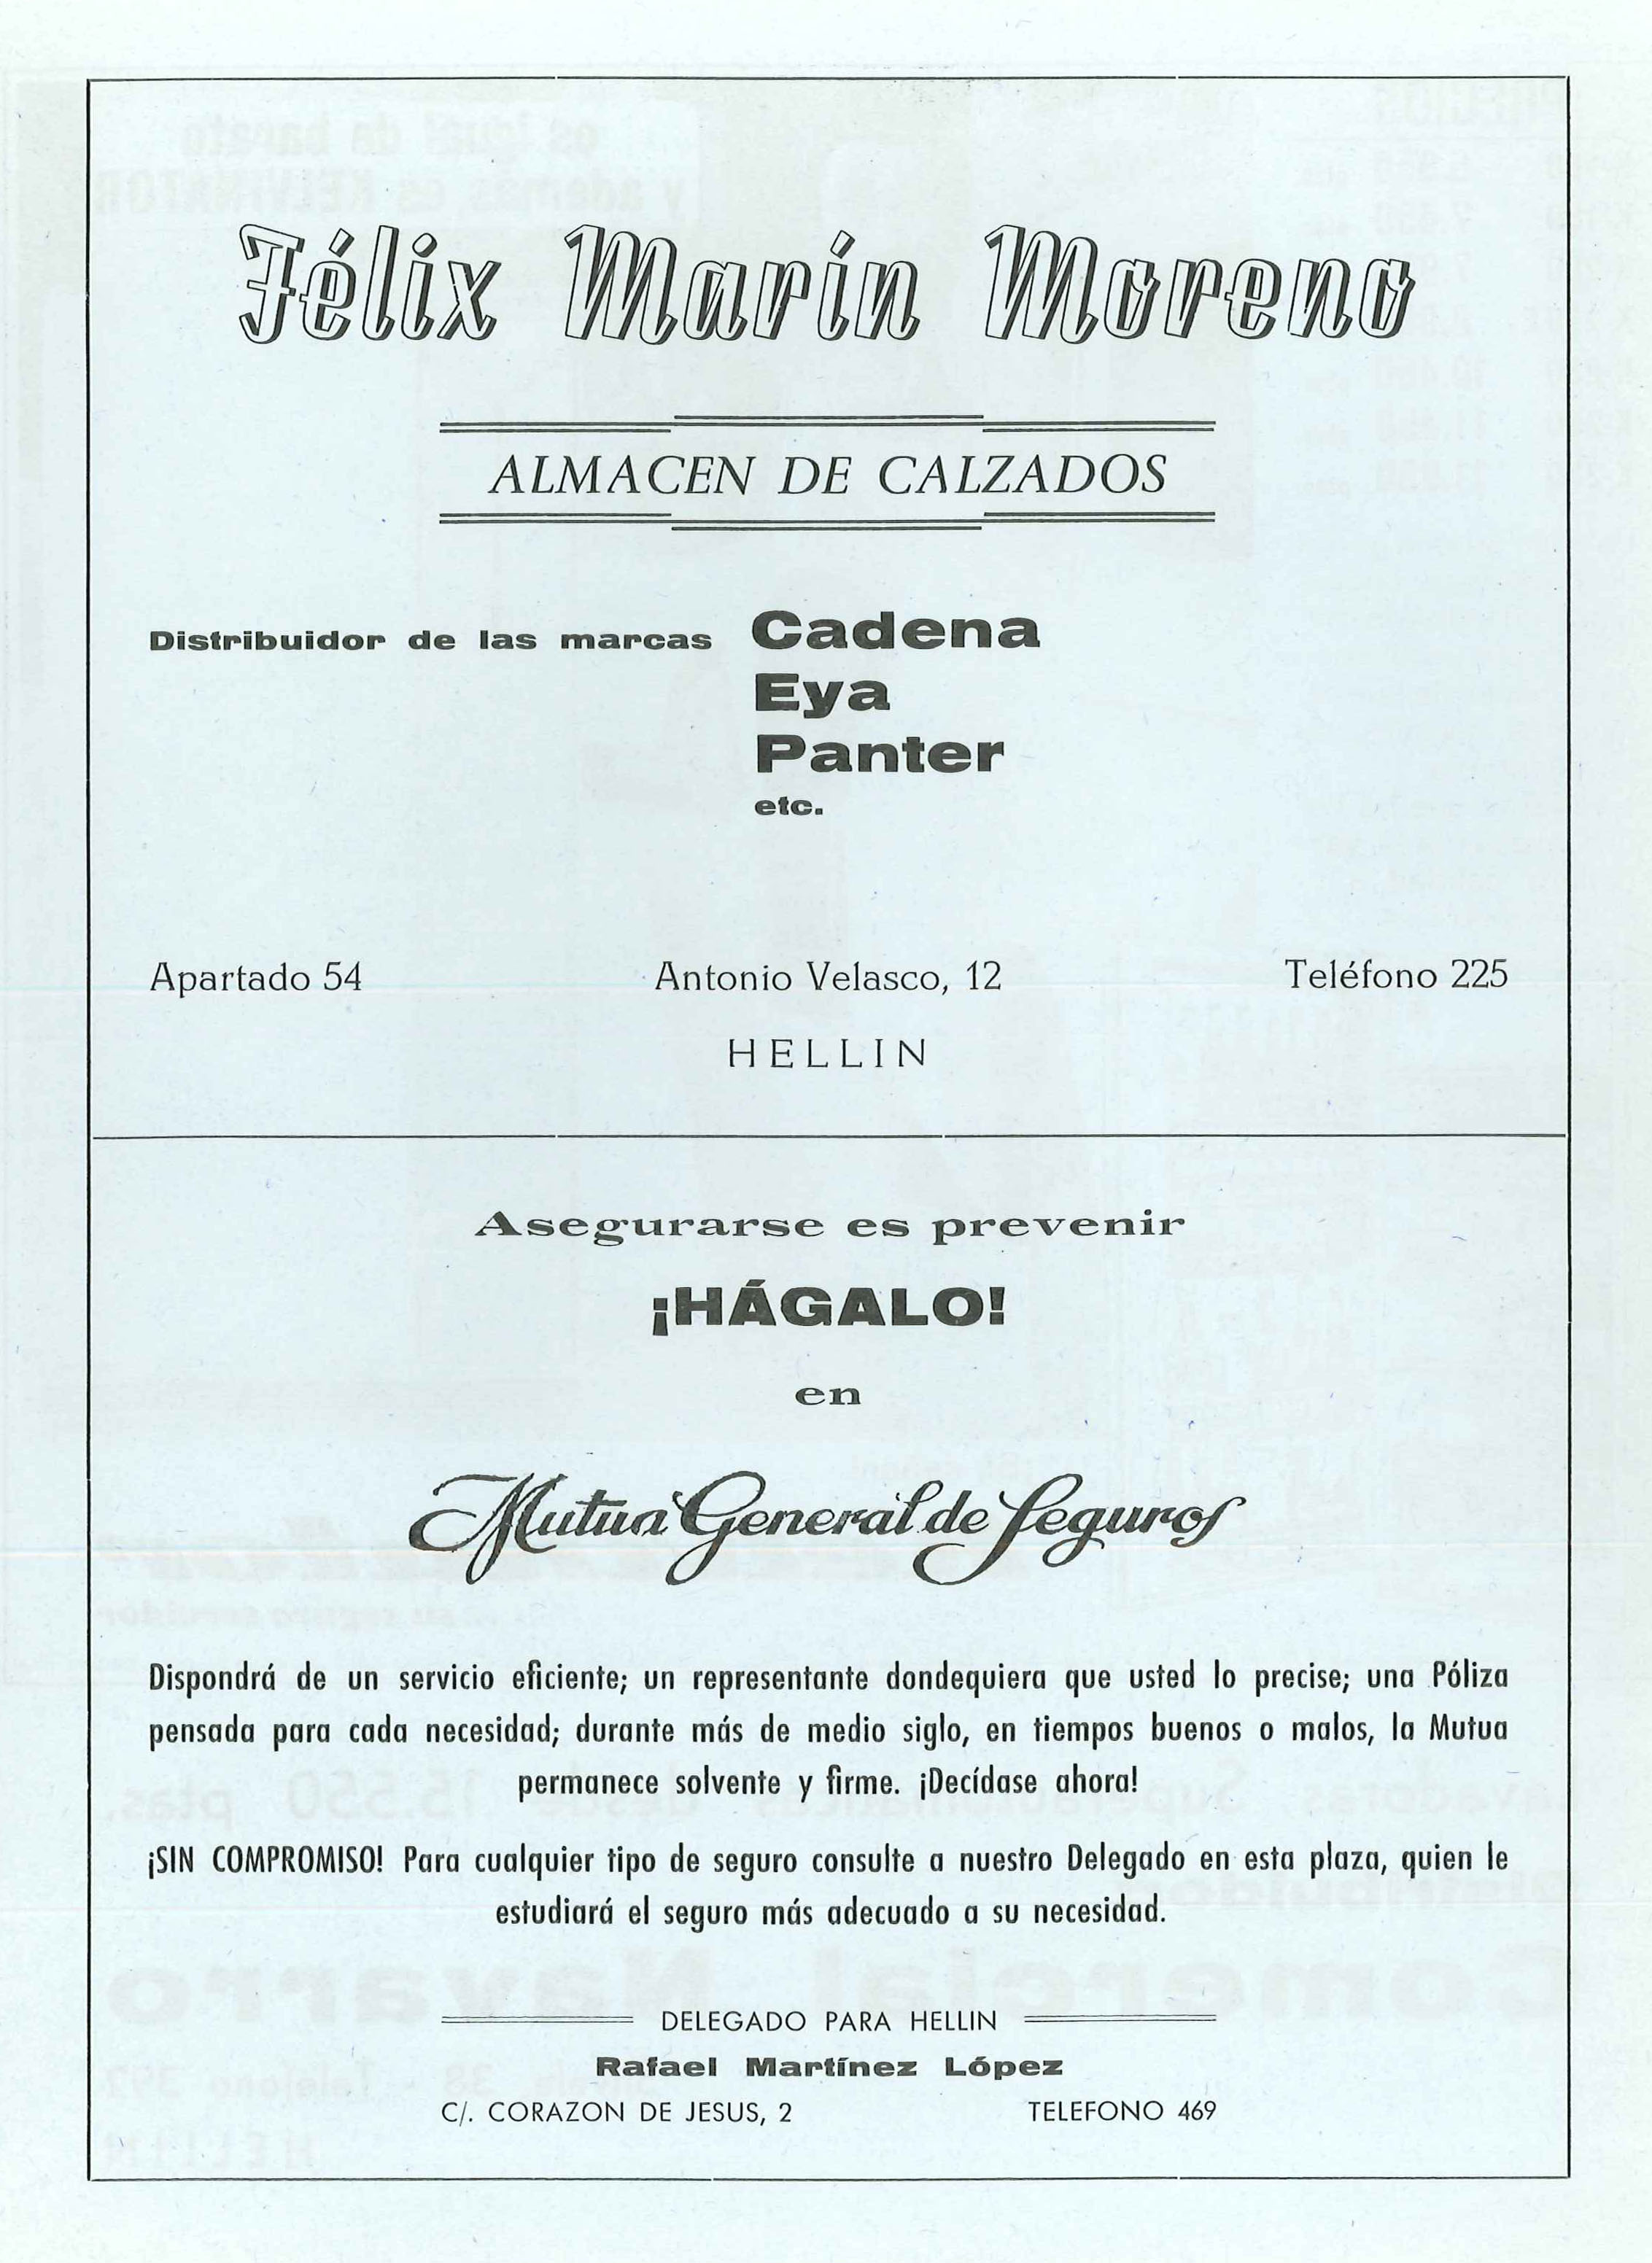 Félix Marín Moreno
ALMACEN DE CALZADOS
Distribuidor de las marcas Cadena
Eya
Panter
etc.
Apartado 54 Antonio Velasco, 12 Teléfono 225
HELLIN
Asegurarse es prevenir
¡HÁGALO!
en
Mutua General de Seguros
Dispondrá de un servicio eficiente; un representante dondequiera que usted lo precise; una Póliza
pensada para cada necesidad; durante más de medio siglo, en tiempos buenos o malos, la Mutua
permanece solvente y firme. ¡Decídase ahora!
¡SIN COMPROMISO! Para cualquier tipo de seguro consulte a nuestro Delegado en esta plaza, quien le
estudiará el seguro más adecuado a su necesidad.
DELEGADO PARA HELLIN
Rafael Martínez López
C/. CORAZON DE JESUS, 2 TELEFONO 469